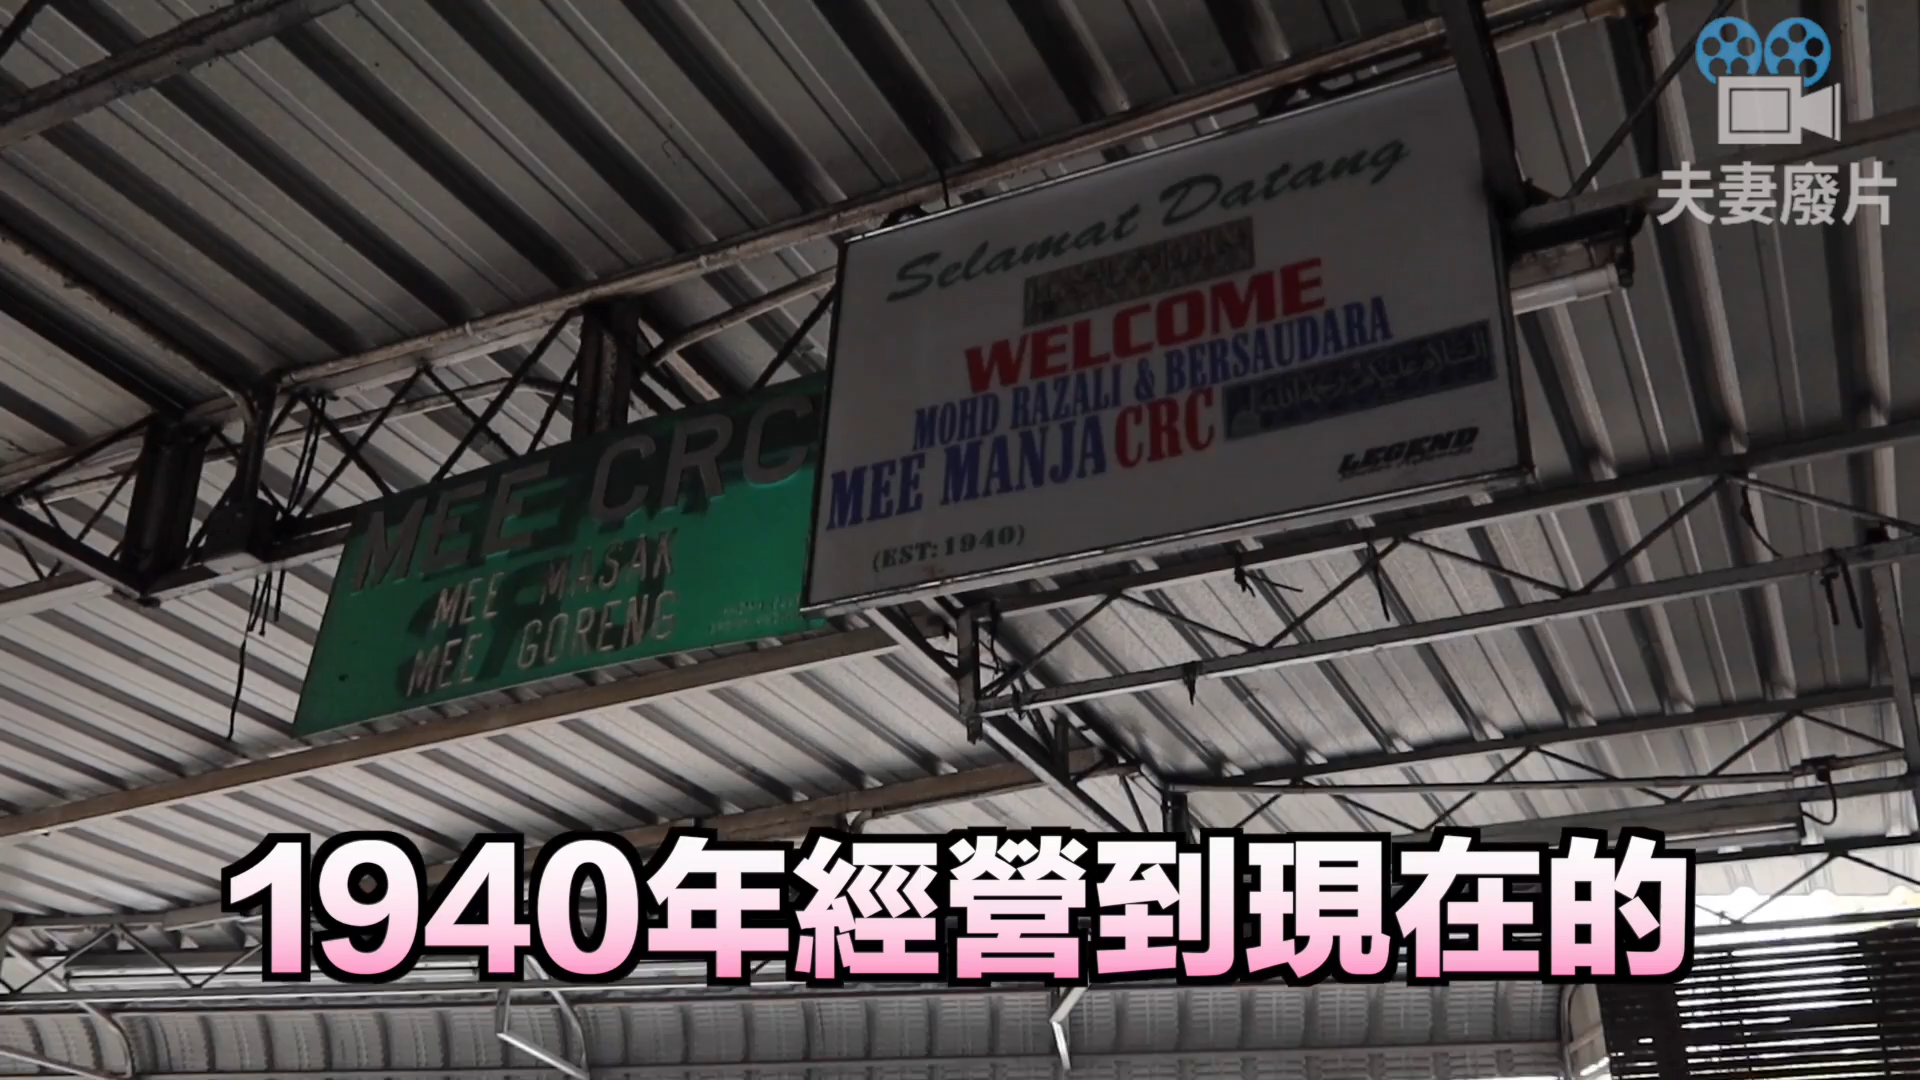 夫妻廢片
Selamat Datang
WELCOME
MOHD RAZALI & BERSAUDARA
MEE MANJA CRC
LEGEND
(EST: 1940)
MEE CRC
MEE MASAK
MEE GORENG
1940年經營到現在的